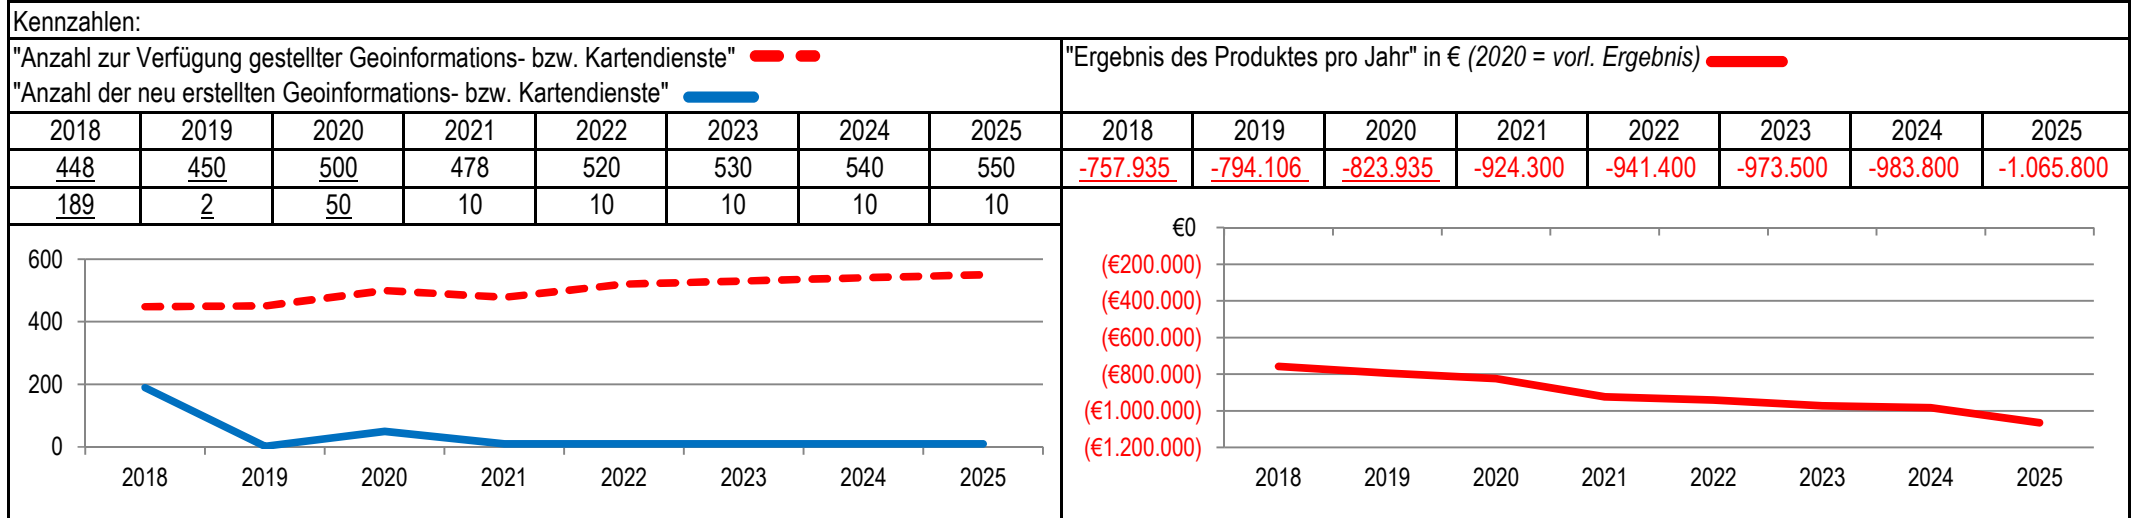 Kennzahlen:
"Anzahl zur Verfügung gestellter Geoinformations- bzw. Kartendienste"
"Anzahl der neu erstellten Geoinformations- bzw. Kartendienste"
"Ergebnis des Produktes pro Jahr" in € (2020 = vorl. Ergebnis)
2018 2019 2020 2021 2022 2023 2024 2025
448 450 500 478 520 530 540 550
189 2 50 10 10 10 10 10
2018 2019 2020 2021 2022 2023 2024 2025
-757.935 -794.106 -823.935 -924.300 -941.400 -973.500 -983.800 -1.065.800
600
400
200
0
2018 2019 2020 2021 2022 2023 2024 2025
€0
(€200.000)
(€400.000)
(€600.000)
(€800.000)
(€1.000.000)
(€1.200.000)
2018 2019 2020 2021 2022 2023 2024 2025